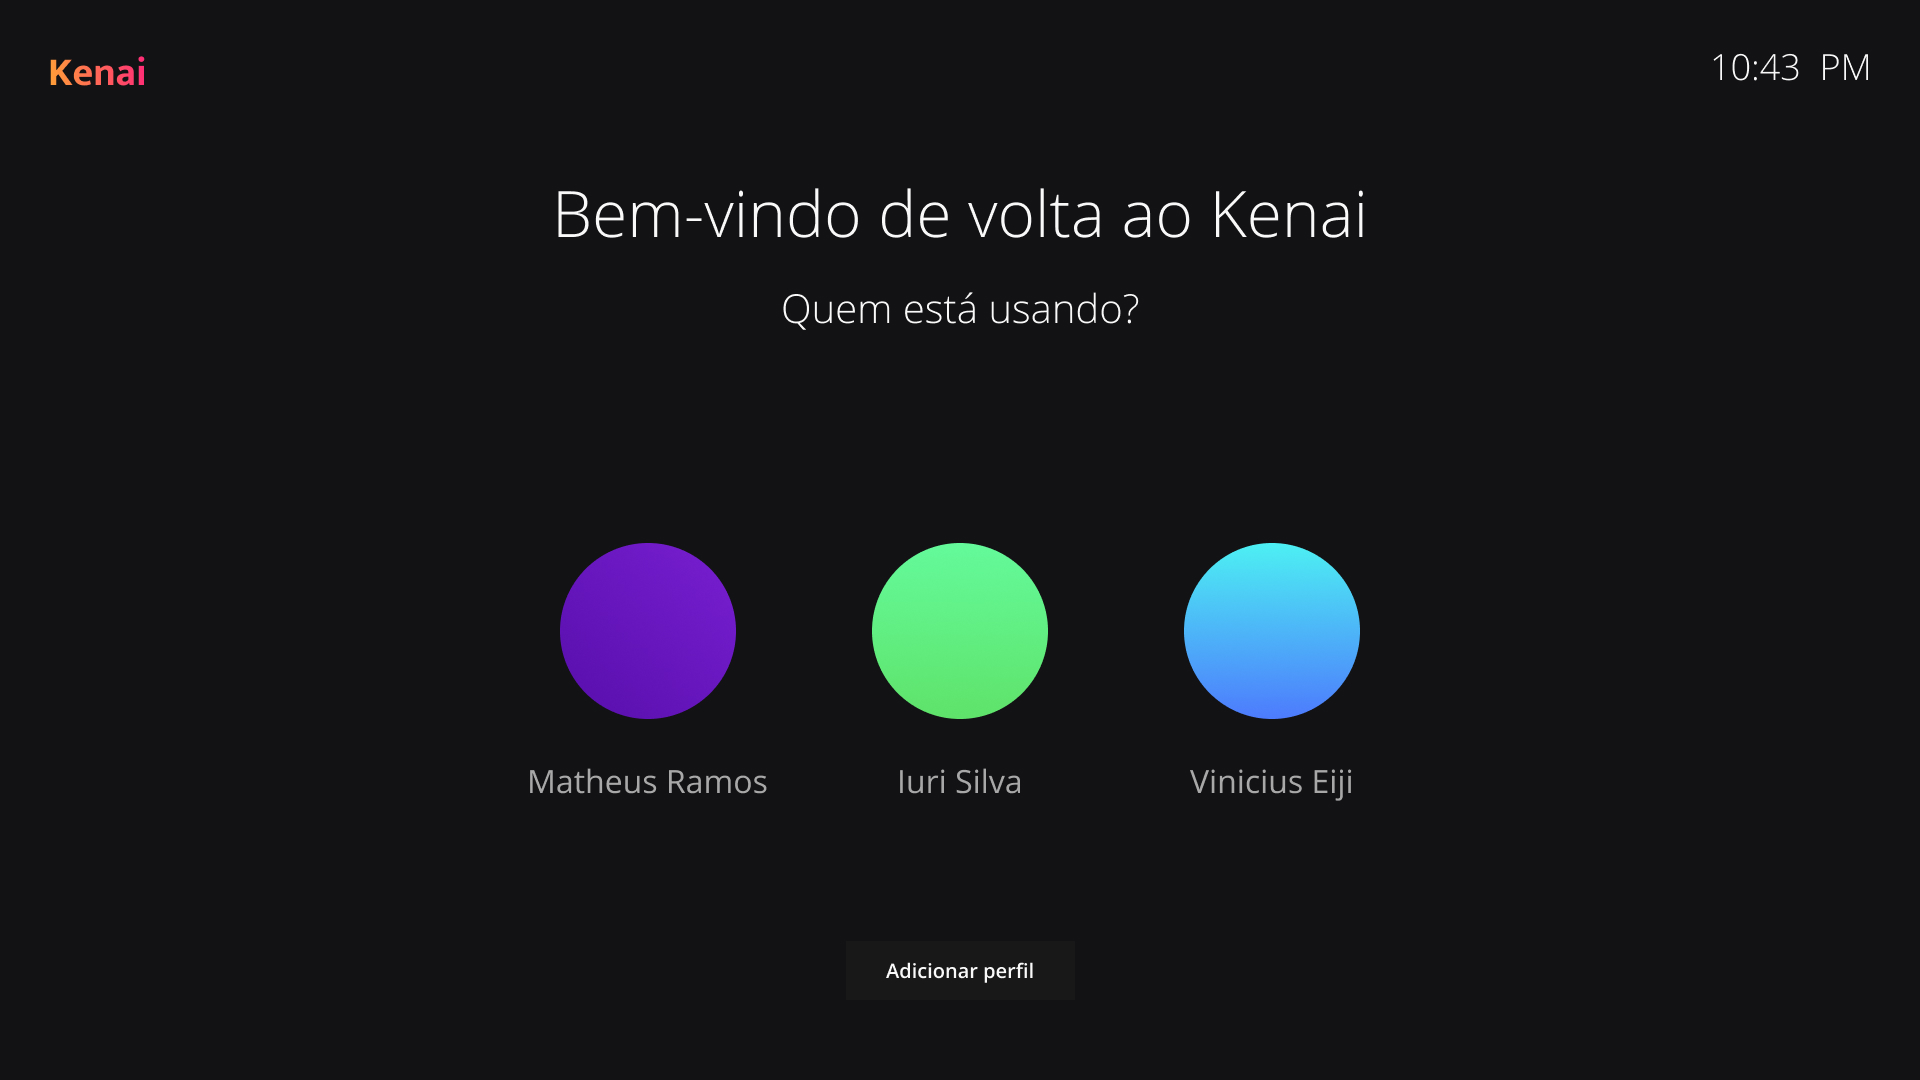 Kenai
10:43 PM
Bem-vindo de volta ao Kenai
Quem está usando?
Matheus Ramos
Iuri Silva
Vinicius Eiji
Adicionar perfil